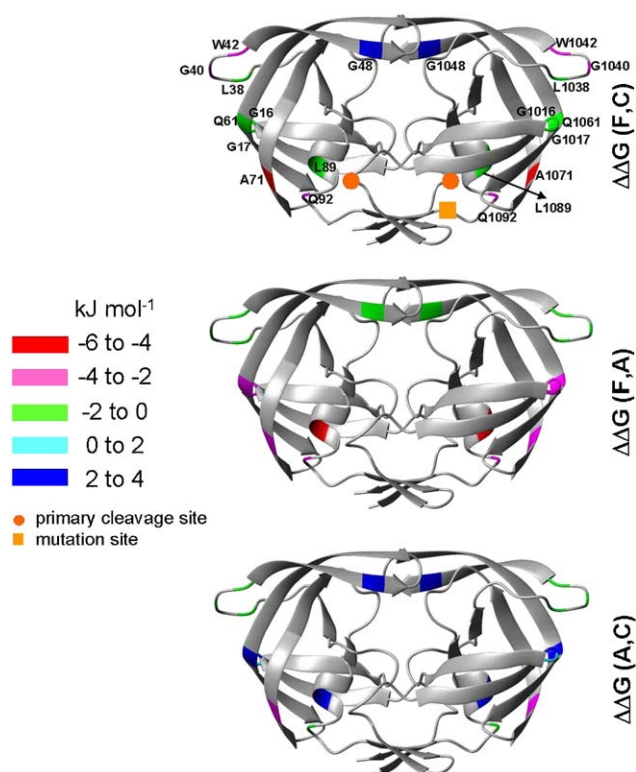 W42
G40
L38
G48
G1048
W1042
G1040
L1038
Q61
G16
G17
G1016
Q1061
G1017
A71
L89
A1071
Q92
Q1092
L1089
ΔΔG (F,C)
kJ mol⁻¹
-6 to -4
-4 to -2
-2 to 0
0 to 2
2 to 4
primary cleavage site
mutation site
ΔΔG (F,A)
ΔΔG (A,C)